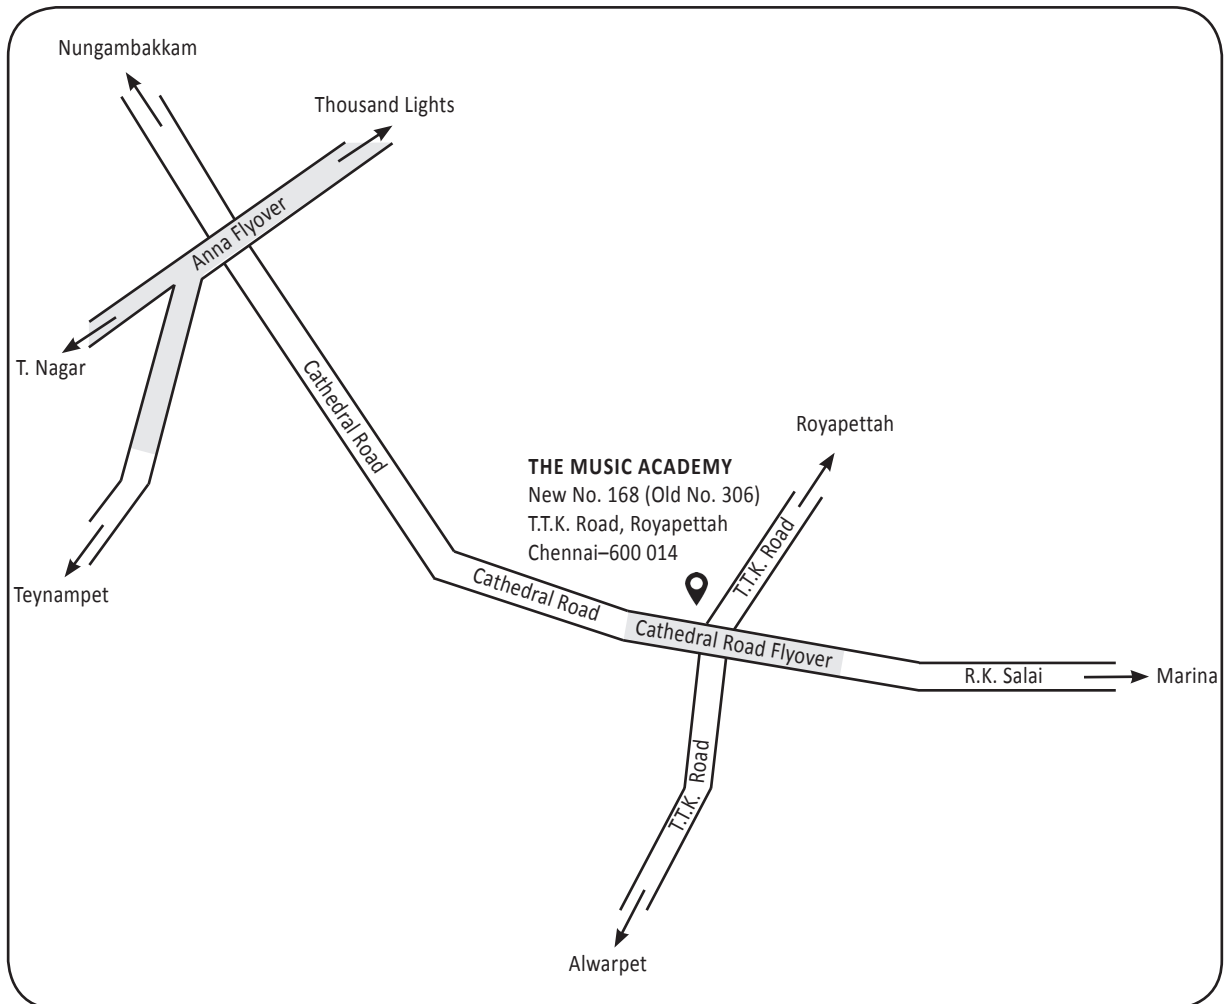 Nungambakkam
Thousand Lights
Anna Flyover
T. Nagar
Cathedral Road
Royapettah
THE MUSIC ACADEMY
New No. 168 (Old No. 306)
T.T.K. Road, Royapettah
Chennai–600 014
T.T.K. Road
Teynampet
Cathedral Road
Cathedral Road Flyover
R.K. Salai
Marina
T.T.K. Road
Alwarpet